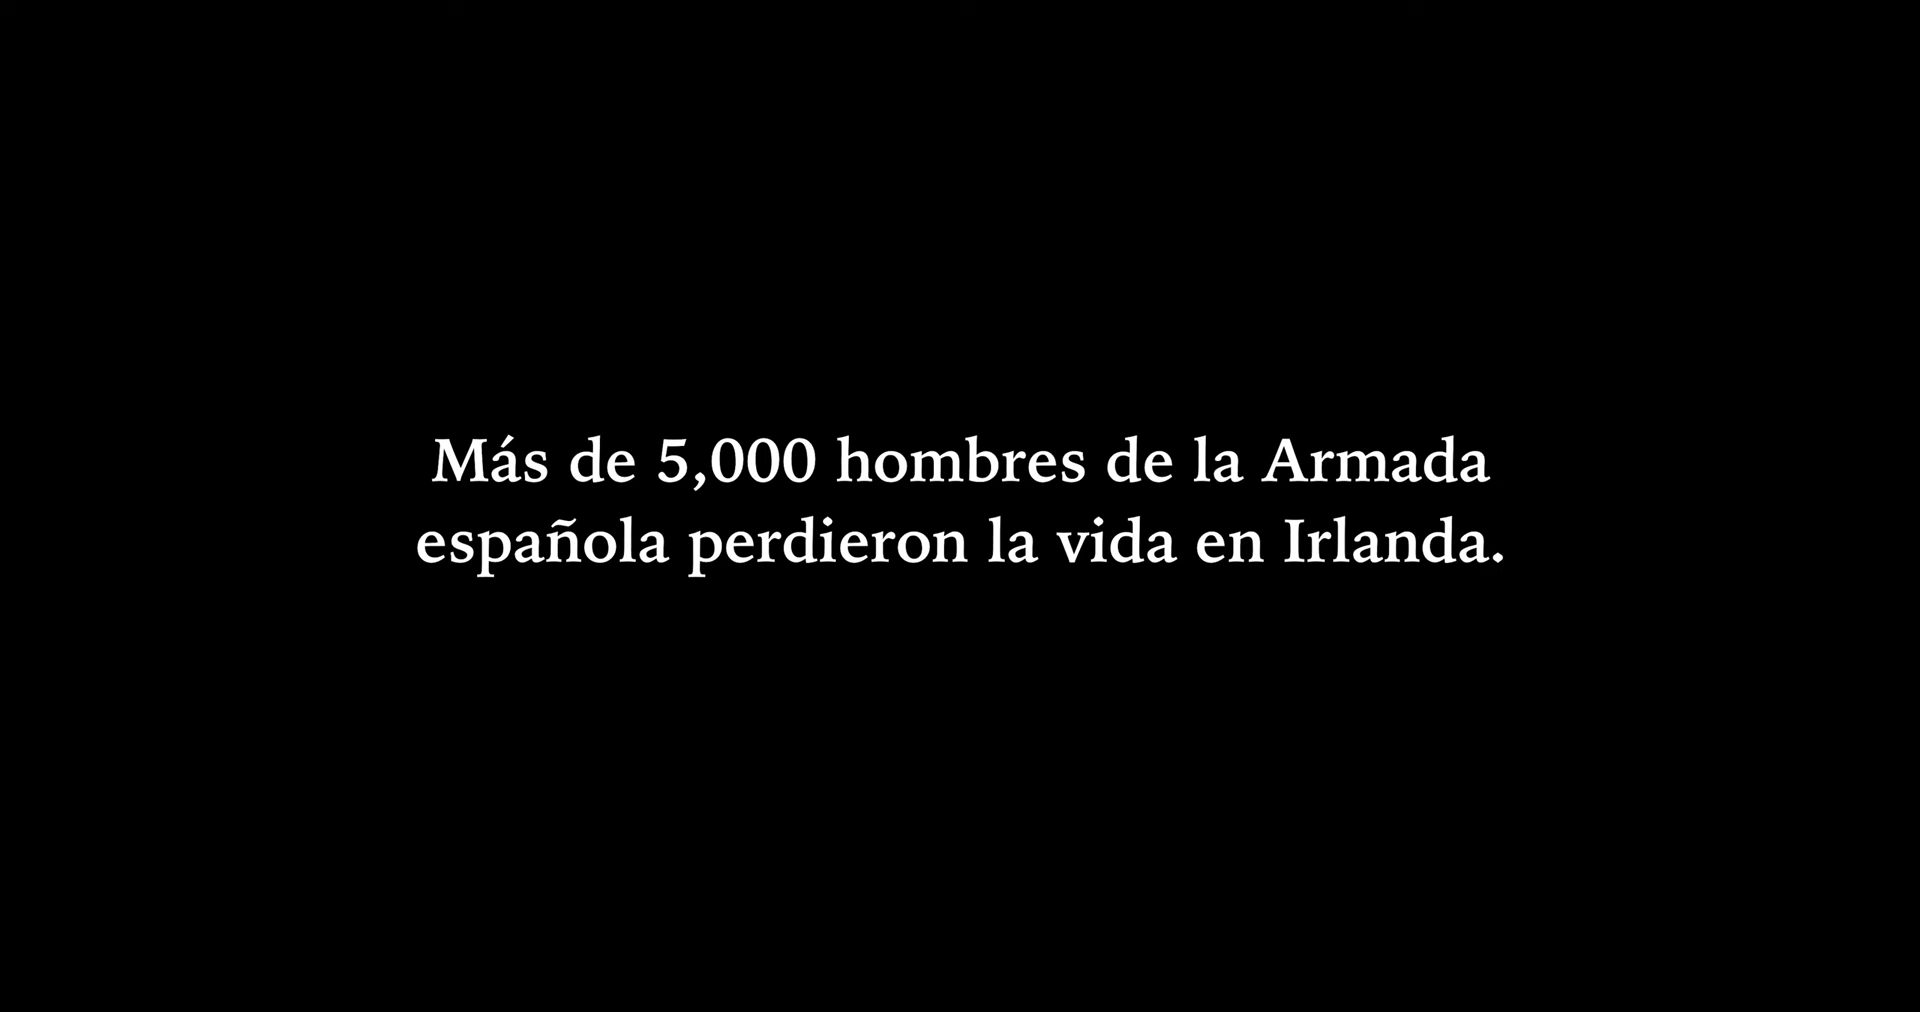 Más de 5,000 hombres de la Armada
española perdieron la vida en Irlanda.